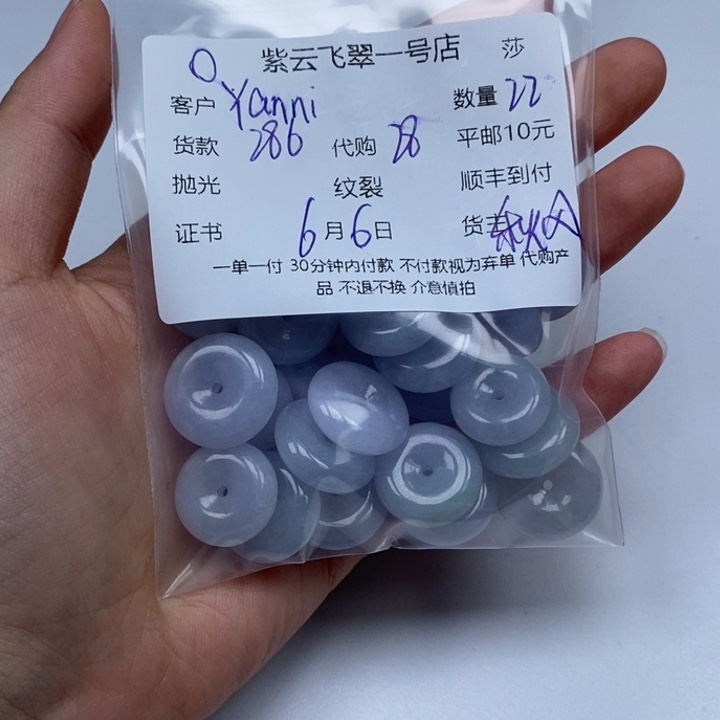 紫云飞翠一号店 莎
O
客户 Yanni 数量 22
货款 286 代购 28 平邮10元
抛光 纹裂 顺丰到付
证书 6月6日 货主
一单一付 30分钟内付款 不付款视为弃单 代购产
品 不退不换 介意慎拍